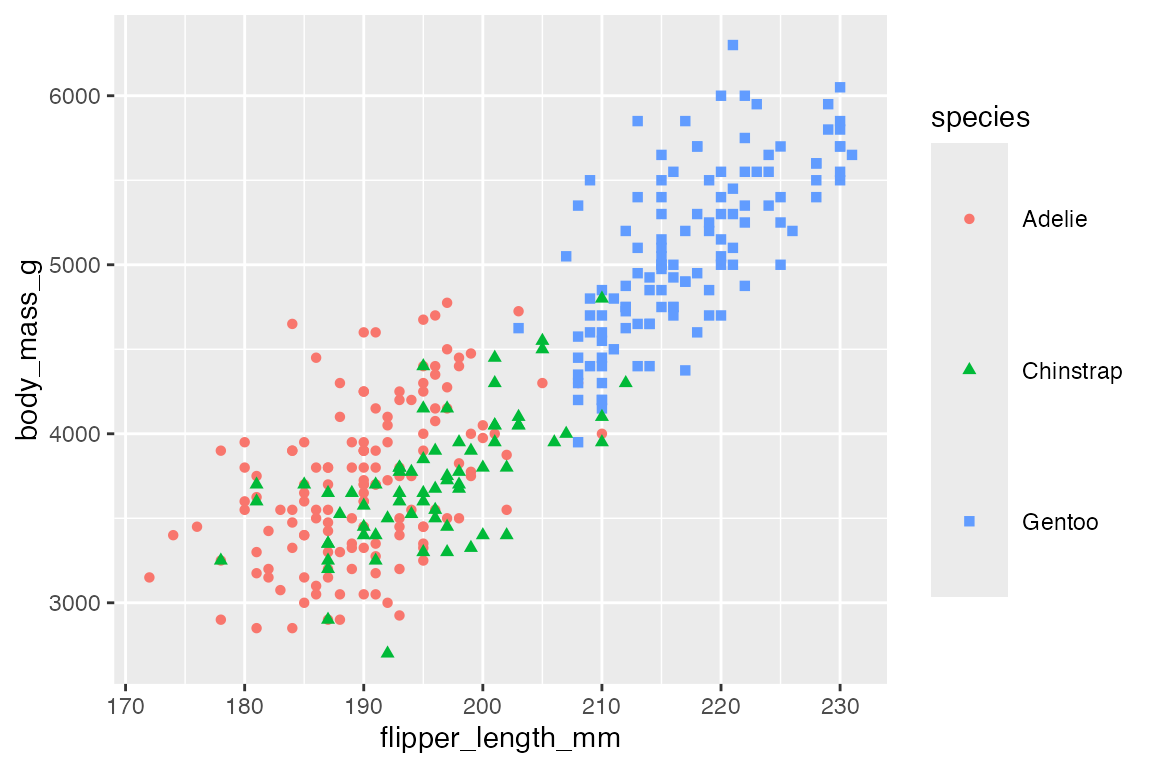 6000
5000
4000
3000
body_mass_g
170 180 190 200 210 220 230
flipper_length_mm
species
Adelie
Chinstrap
Gentoo